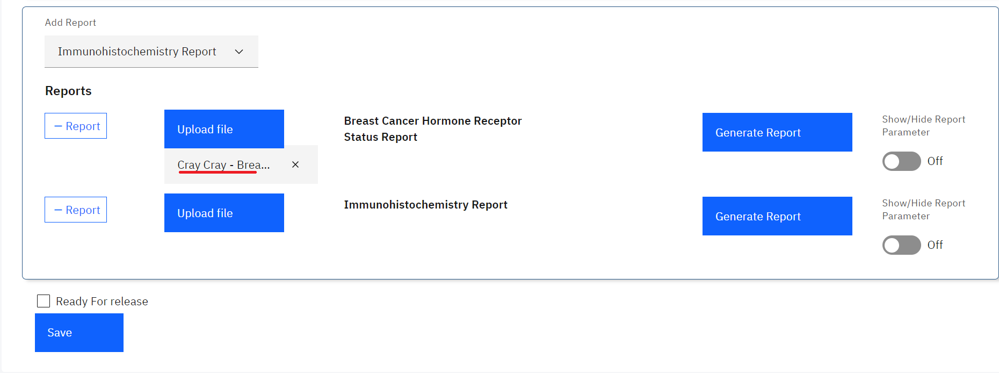 Add Report
Immunohistochemistry Report
Reports
– Report
Upload file
Breast Cancer Hormone Receptor
Status Report
Generate Report
Show/Hide Report
Parameter
Off
Cray Cray - Brea...
– Report
Upload file
Immunohistochemistry Report
Generate Report
Show/Hide Report
Parameter
Off
Ready For release
Save